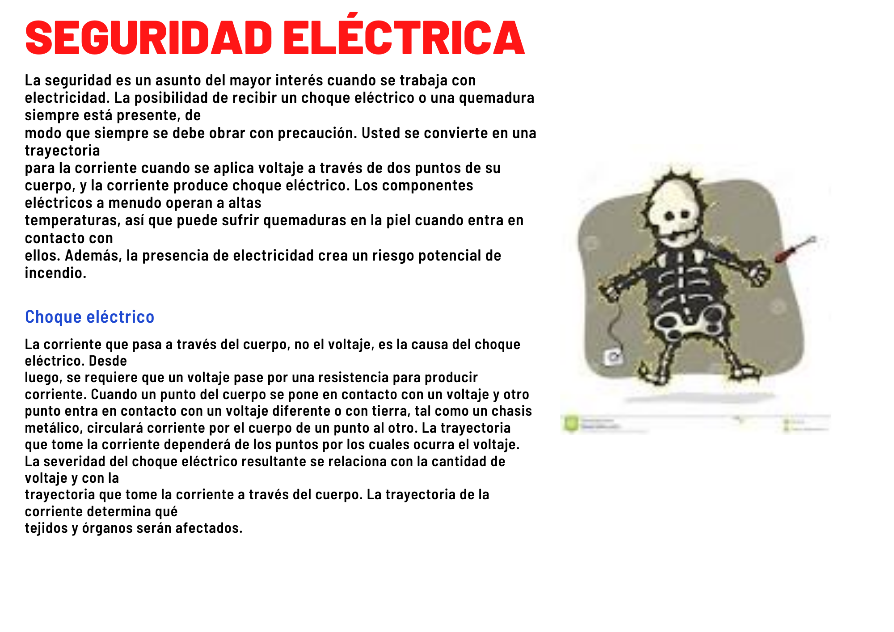 SEGURIDAD ELÉCTRICA
La seguridad es un asunto del mayor interés cuando se trabaja con
electricidad. La posibilidad de recibir un choque eléctrico o una quemadura
siempre está presente, de
modo que siempre se debe obrar con precaución. Usted se convierte en una
trayectoria
para la corriente cuando se aplica voltaje a través de dos puntos de su
cuerpo, y la corriente produce choque eléctrico. Los componentes
eléctricos a menudo operan a altas
temperaturas, así que puede sufrir quemaduras en la piel cuando entra en
contacto con
ellos. Además, la presencia de electricidad crea un riesgo potencial de
incendio.
Choque eléctrico
La corriente que pasa a través del cuerpo, no el voltaje, es la causa del choque
eléctrico. Desde
luego, se requiere que un voltaje pase por una resistencia para producir
corriente. Cuando un punto del cuerpo se pone en contacto con un voltaje y otro
punto entra en contacto con un voltaje diferente o con tierra, tal como un chasis
metálico, circulará corriente por el cuerpo de un punto al otro. La trayectoria
que tome la corriente dependerá de los puntos por los cuales ocurra el voltaje.
La severidad del choque eléctrico resultante se relaciona con la cantidad de
voltaje y con la
trayectoria que tome la corriente a través del cuerpo. La trayectoria de la
corriente determina qué
tejidos y órganos serán afectados.